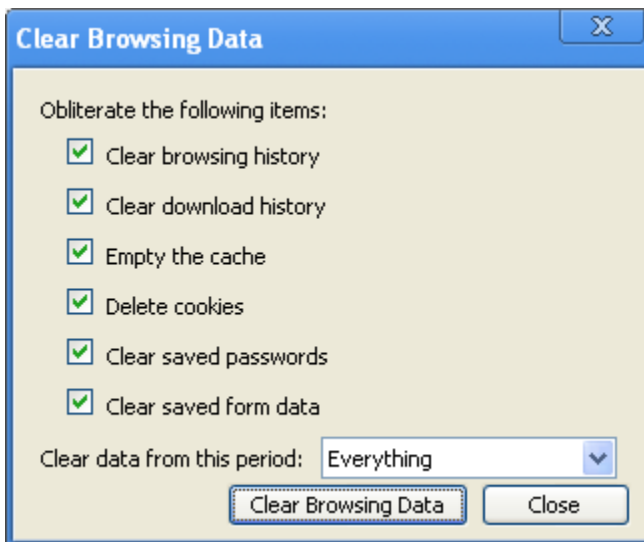 Clear Browsing Data
Obliterate the following items:
Clear browsing history
Clear download history
Empty the cache
Delete cookies
Clear saved passwords
Clear saved form data
Clear data from this period: Everything
Clear Browsing Data Close